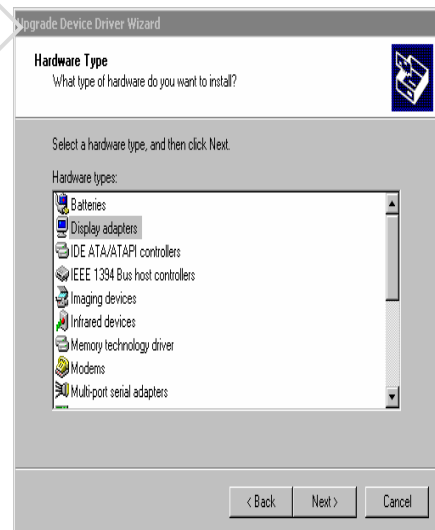 Upgrade Device Driver Wizard
Hardware Type
What type of hardware do you want to install?
Select a hardware type, and then click Next.
Hardware types:
Batteries
Display adapters
IDE ATA/ATAPI controllers
IEEE 1394 Bus host controllers
Imaging devices
Infrared devices
Memory technology driver
Modems
Multi-port serial adapters
< Back
Next >
Cancel